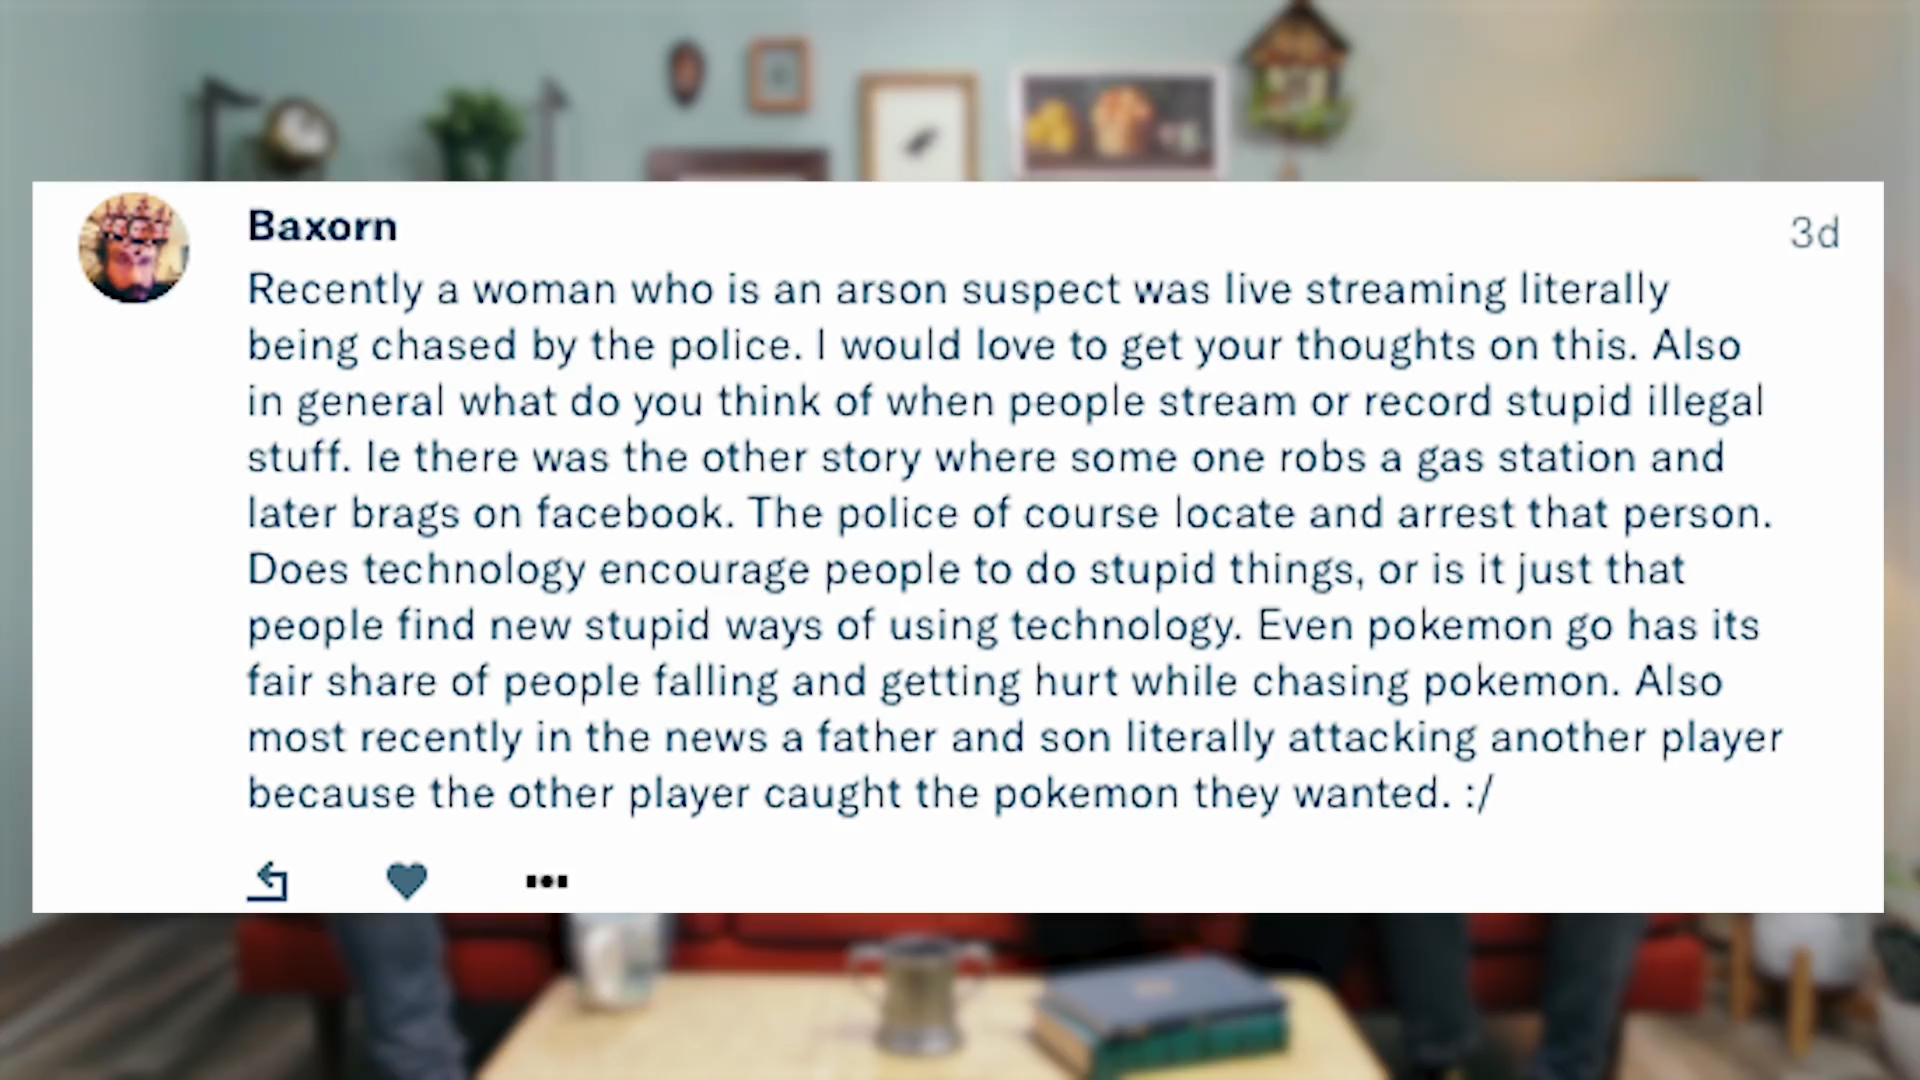 Baxorn
3d
Recently a woman who is an arson suspect was live streaming literally
being chased by the police. I would love to get your thoughts on this. Also
in general what do you think of when people stream or record stupid illegal
stuff. Ie there was the other story where some one robs a gas station and
later brags on facebook. The police of course locate and arrest that person.
Does technology encourage people to do stupid things, or is it just that
people find new stupid ways of using technology. Even pokemon go has its
fair share of people falling and getting hurt while chasing pokemon. Also
most recently in the news a father and son literally attacking another player
because the other player caught the pokemon they wanted. :/